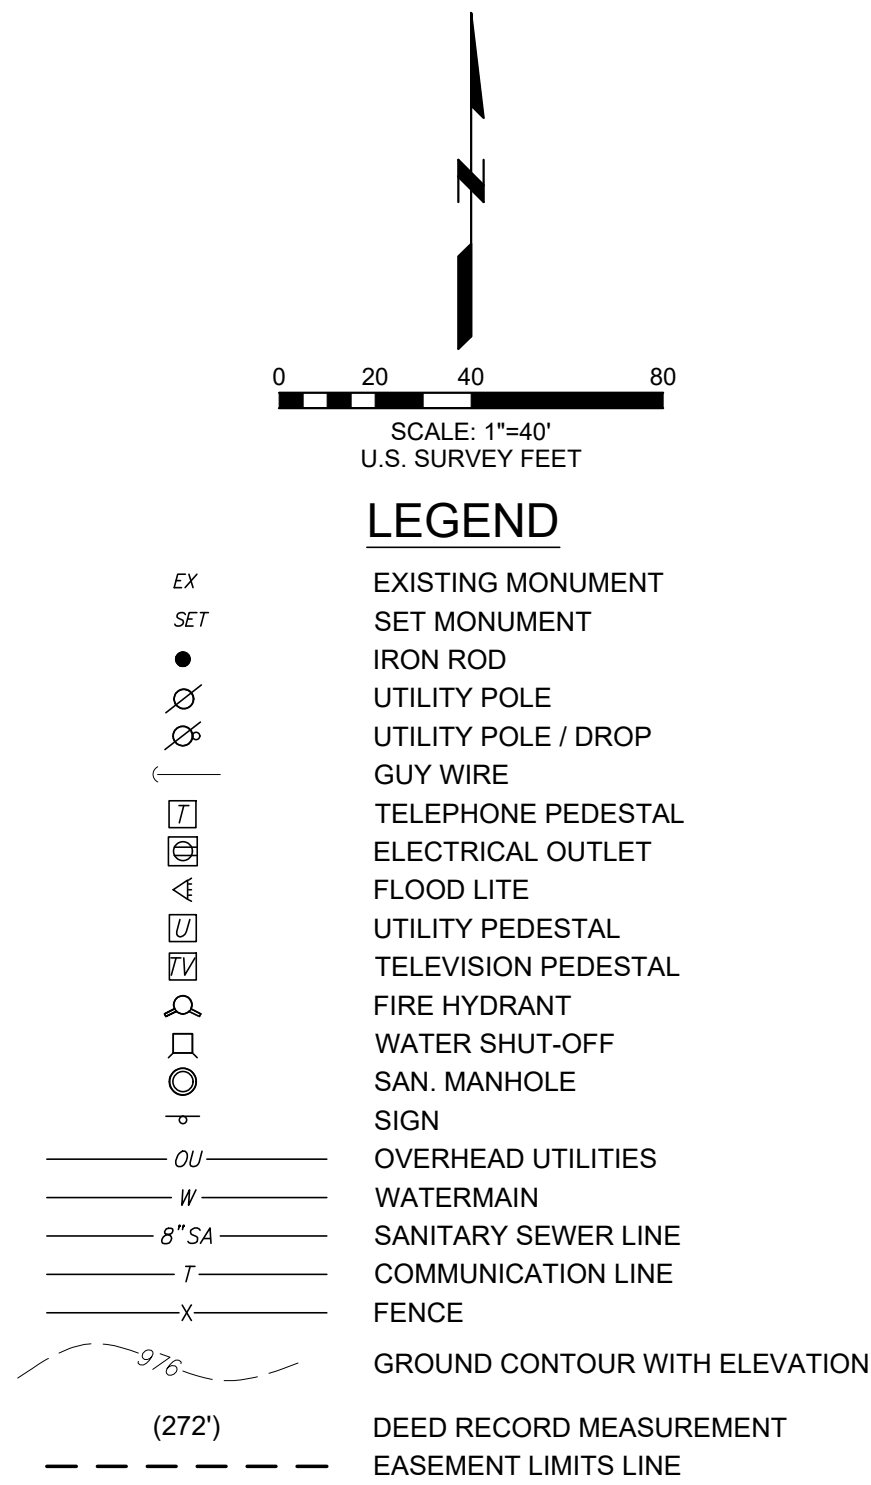 N
0 20 40 80
SCALE: 1"=40'
U.S. SURVEY FEET
LEGEND
EX EXISTING MONUMENT
SET SET MONUMENT
IRON ROD
UTILITY POLE
UTILITY POLE / DROP
GUY WIRE
T TELEPHONE PEDESTAL
ELECTRICAL OUTLET
FLOOD LITE
U UTILITY PEDESTAL
TV TELEVISION PEDESTAL
FIRE HYDRANT
WATER SHUT-OFF
SAN. MANHOLE
SIGN
OU OVERHEAD UTILITIES
W WATERMAIN
8"SA SANITARY SEWER LINE
T COMMUNICATION LINE
X FENCE
976 GROUND CONTOUR WITH ELEVATION
(272') DEED RECORD MEASUREMENT
EASEMENT LIMITS LINE